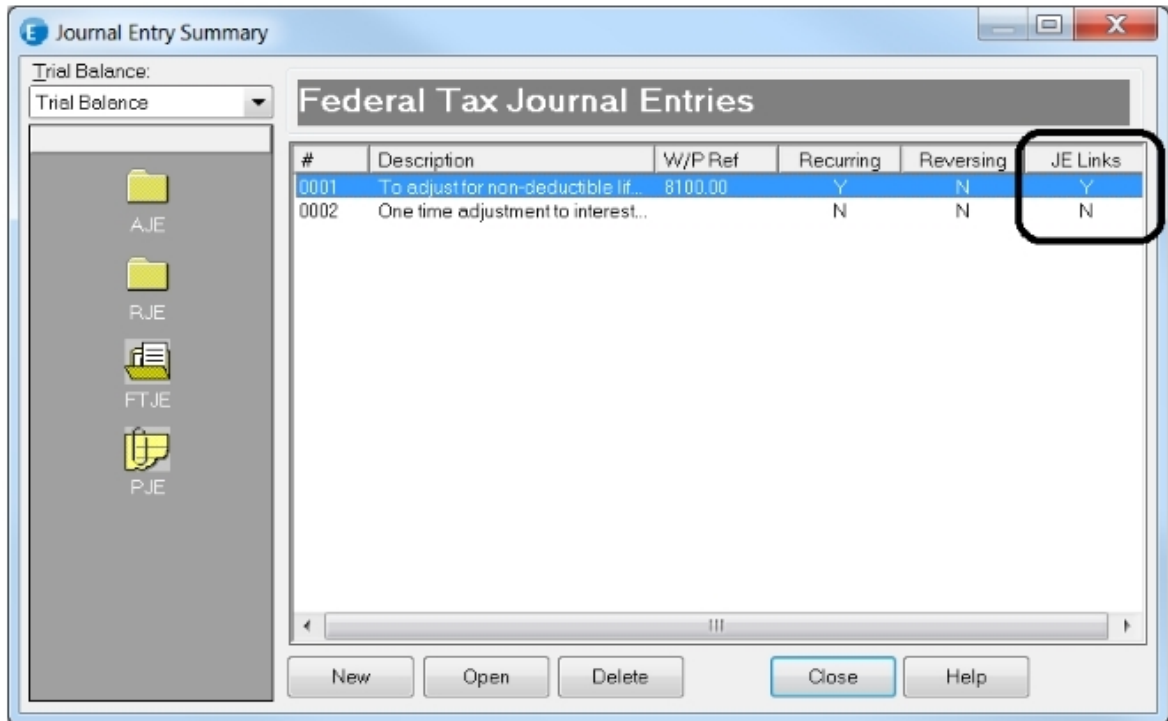 Journal Entry Summary
Trial Balance:
Trial Balance
Federal Tax Journal Entries
# Description W/P Ref Recurring Reversing JE Links
0001 To adjust for non-deductible lif... 8100.00 Y N Y
0002 One time adjustment to interest... N N N
AJE
RJE
FTJE
PJE
New Open Delete Close Help